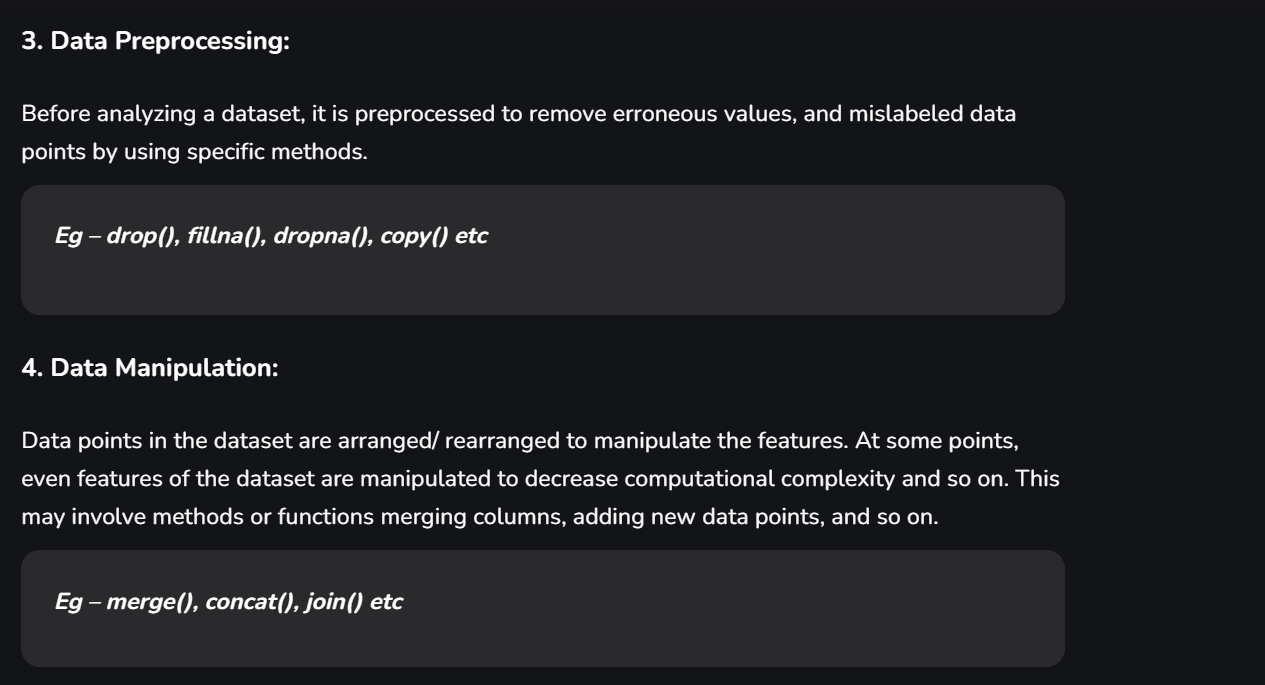 3. Data Preprocessing:
Before analyzing a dataset, it is preprocessed to remove erroneous values, and mislabeled data
points by using specific methods.
Eg – drop(), fillna(), dropna(), copy() etc
4. Data Manipulation:
Data points in the dataset are arranged/ rearranged to manipulate the features. At some points,
even features of the dataset are manipulated to decrease computational complexity and so on. This
may involve methods or functions merging columns, adding new data points, and so on.
Eg – merge(), concat(), join() etc